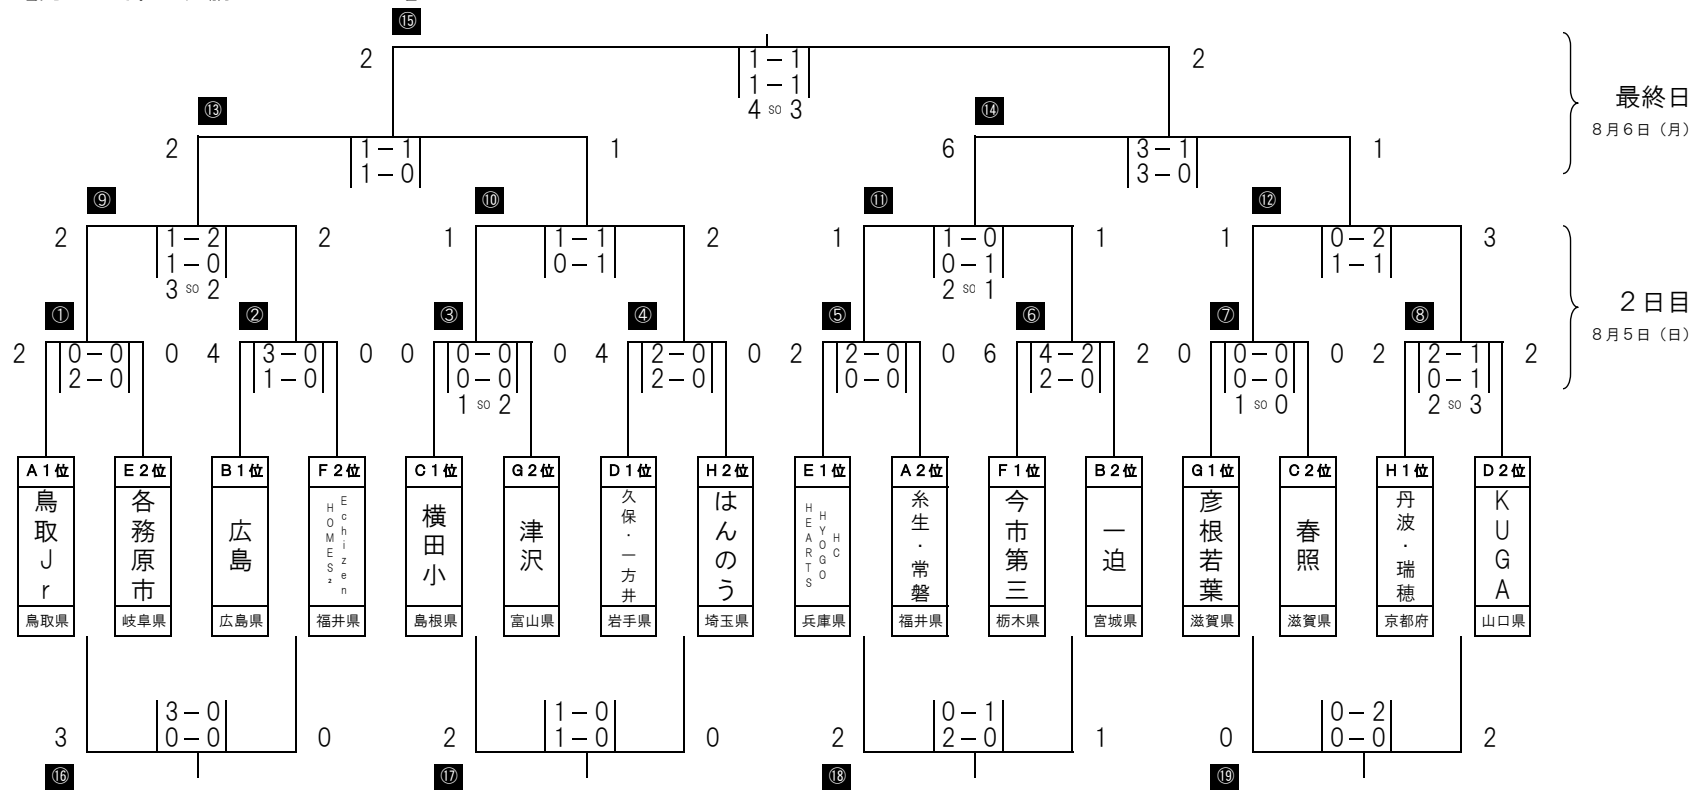 ⑮
2
1－1
2
1－1
4 SO 3
最終日
8月6日（月）
⑬
⑭
2
1－1
1
6
3－1
1
1－0
3－0
⑨
⑩
⑪
⑫
2
1－2
2
1
1－1
2
1
1－0
1
1
0－2
3
1－0
0－1
0－1
1－1
3 SO 2
2 SO 1
2日目
8月5日（日）
①
②
③
④
⑤
⑥
⑦
⑧
2
0－0
0
4
3－0
0
0
0－0
0
4
2－0
0
2
2－0
0
6
4－2
2
0
0－0
0
2
2－1
2
2－0
1－0
0－0
2－0
0－0
2－0
0－0
0－1
1 SO 2
1 SO 0
2 SO 3
A1位
E2位
B1位
F2位
C1位
G2位
D1位
H2位
E1位
A2位
F1位
B2位
G1位
C2位
H1位
D2位
鳥取Jr
各務原市
広島
Echizen
HOMES²
横田小
津沢
久保・一方井
はんのう
HC
HYOGO
HEARTS
糸生・常磐
今市第三
一迫
彦根若葉
春照
丹波・瑞穂
KUGA
鳥取県
岐阜県
広島県
福井県
島根県
富山県
岩手県
埼玉県
兵庫県
福井県
栃木県
宮城県
滋賀県
滋賀県
京都府
山口県
3－0
1－0
0－1
0－2
3
0－0
0
2
1－0
0
2
2－0
1
0
0－0
2
⑯
⑰
⑱
⑲